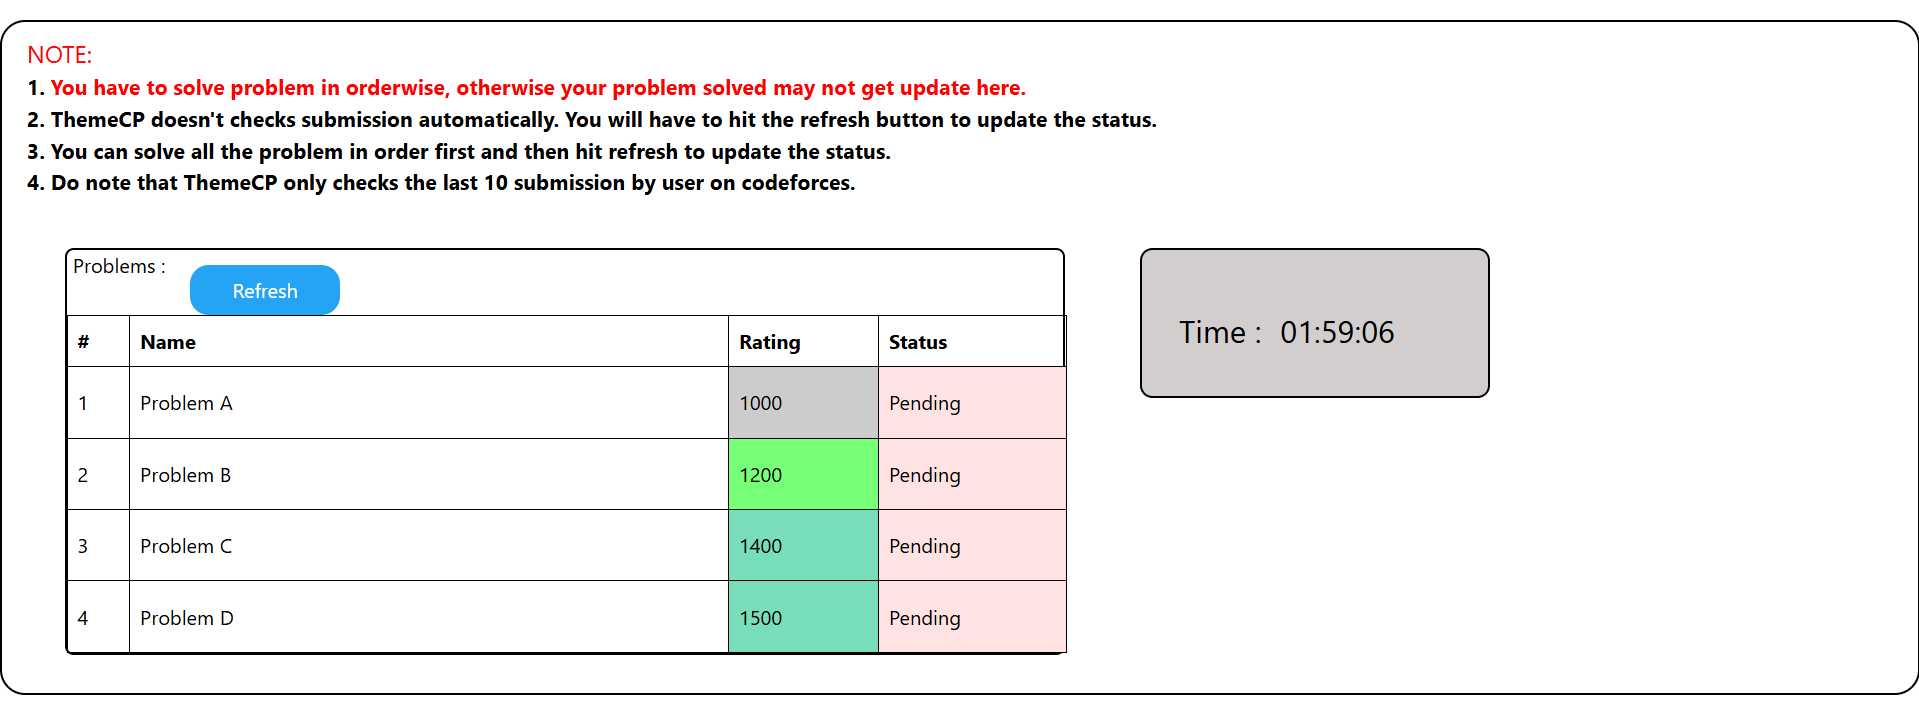 NOTE:
1. You have to solve problem in orderwise, otherwise your problem solved may not get update here.
2. ThemeCP doesn't checks submission automatically. You will have to hit the refresh button to update the status.
3. You can solve all the problem in order first and then hit refresh to update the status.
4. Do note that ThemeCP only checks the last 10 submission by user on codeforces.
Problems :
Refresh
# Name Rating Status
1 Problem A 1000 Pending
2 Problem B 1200 Pending
3 Problem C 1400 Pending
4 Problem D 1500 Pending
Time : 01:59:06